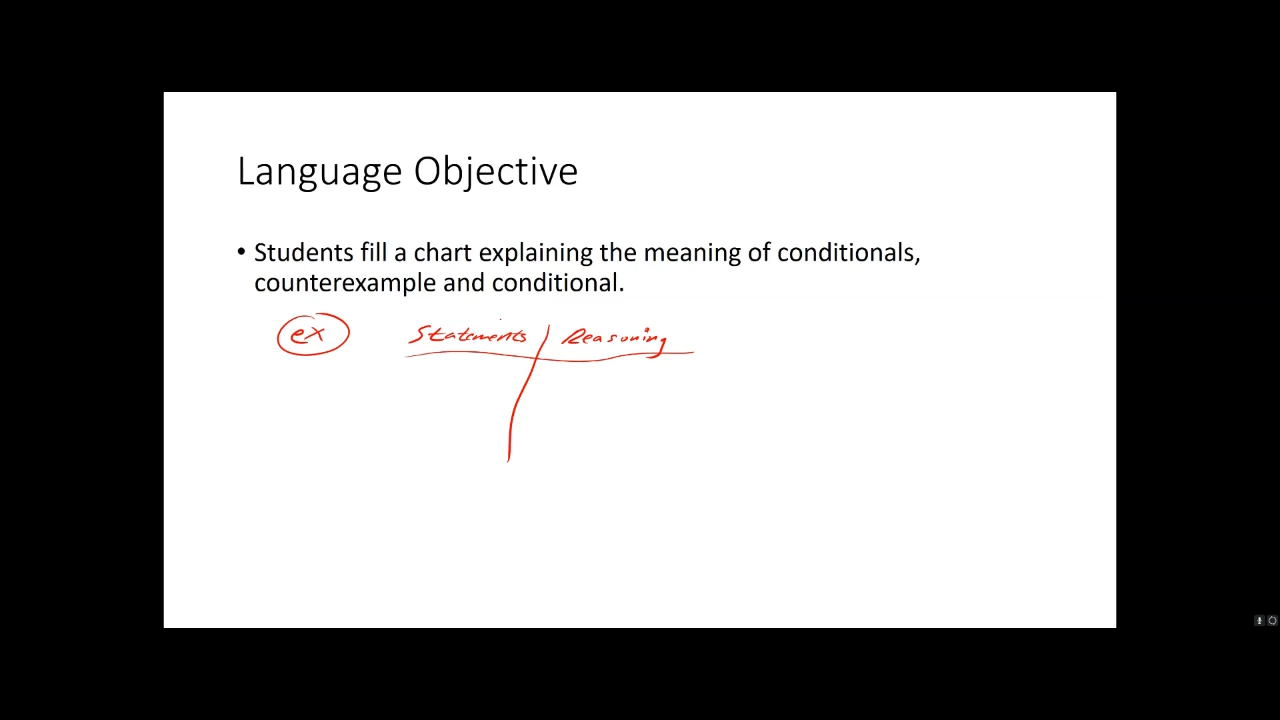 Language Objective
• Students fill a chart explaining the meaning of conditionals,
counterexample and conditional.
ex Statements Reasoning